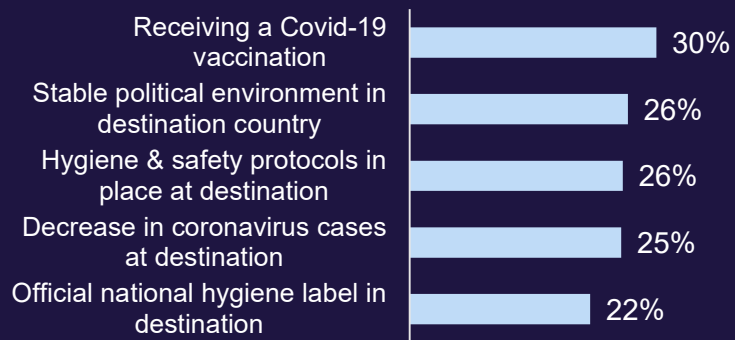 Receiving a Covid-19
vaccination
30%
Stable political environment in
destination country
26%
Hygiene & safety protocols in
place at destination
26%
Decrease in coronavirus cases
at destination
25%
Official national hygiene label in
destination
22%